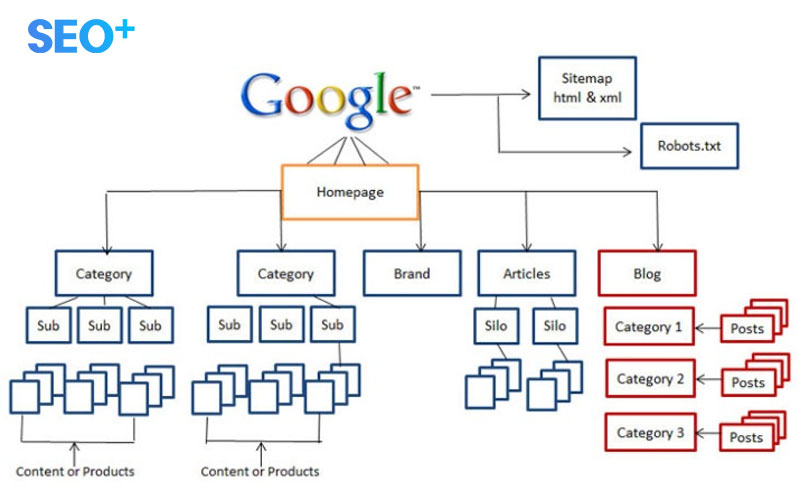 SEO+
Google™
Sitemap
html & xml
Robots.txt
Homepage
Category
Category
Brand
Articles
Blog
Sub
Sub
Sub
Sub
Sub
Sub
Silo
Silo
Category 1
Posts
Category 2
Posts
Category 3
Posts
Content or Products
Content or Products